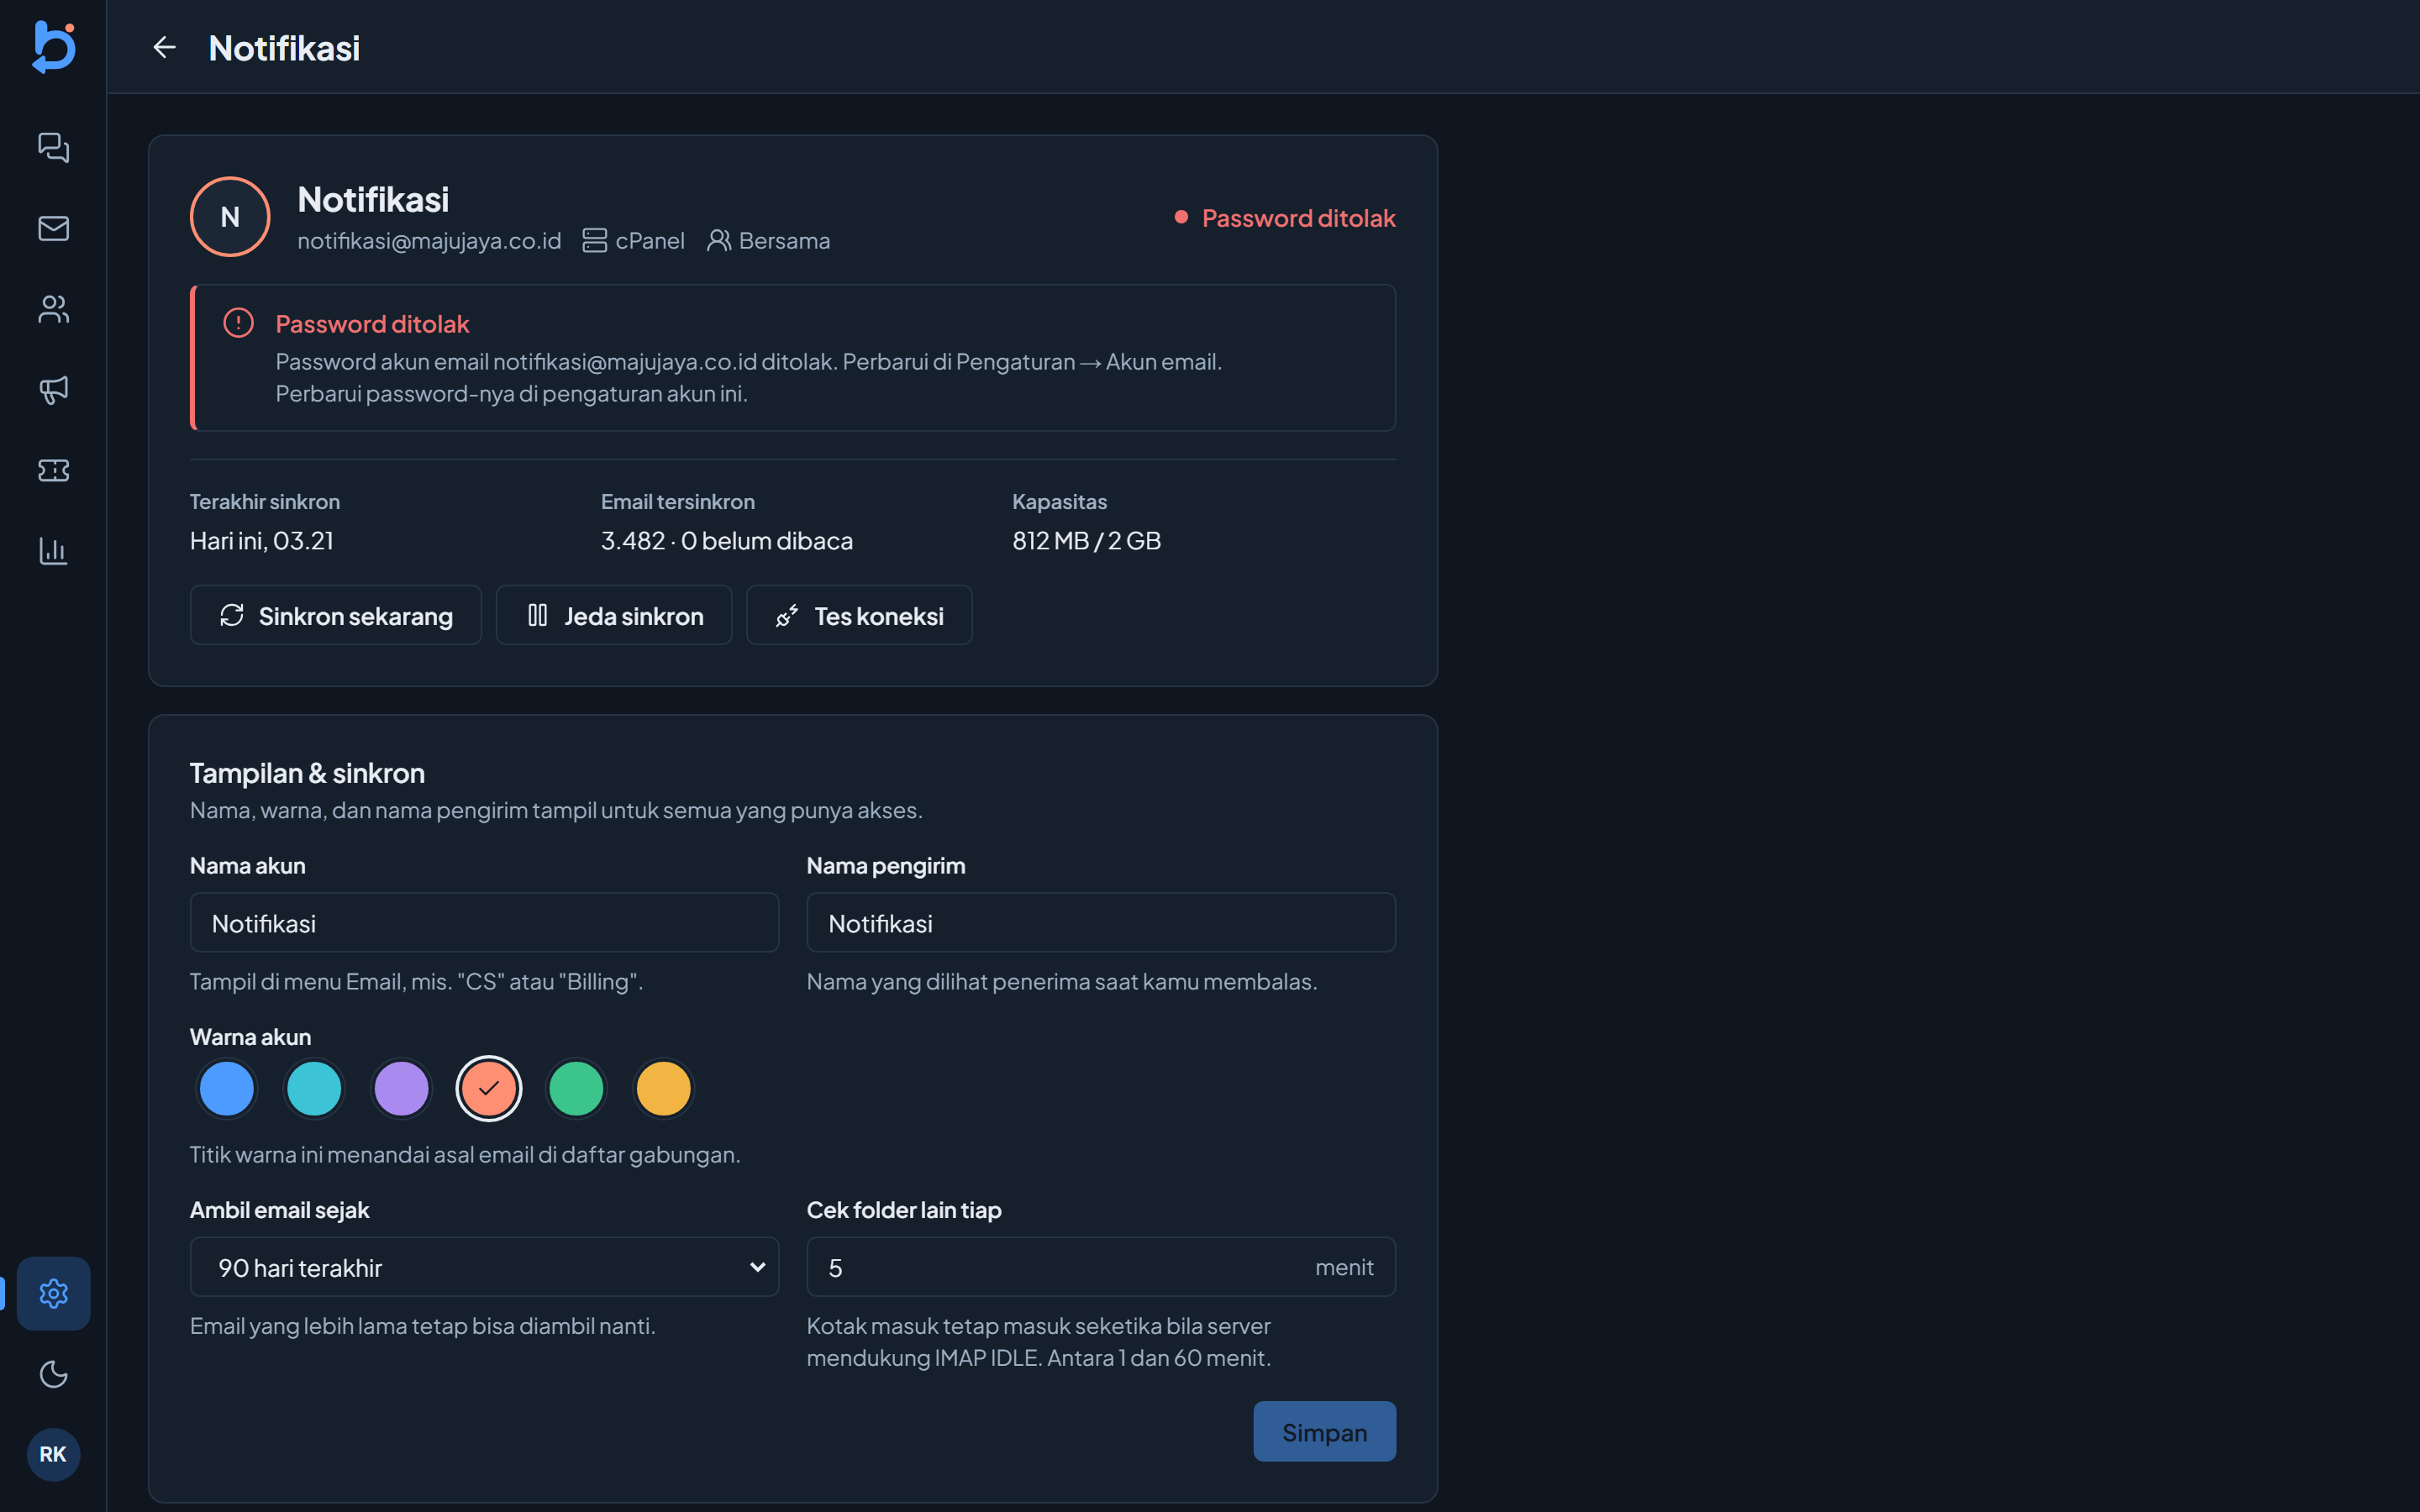 Notifikasi
N
Notifikasi
notifikasi@majujaya.co.id cPanel Bersama
Password ditolak
Password ditolak
Password akun email notifikasi@majujaya.co.id ditolak. Perbarui di Pengaturan → Akun email.
Perbarui password-nya di pengaturan akun ini.
Terakhir sinkron
Hari ini, 03.21
Email tersinkron
3.482 · 0 belum dibaca
Kapasitas
812 MB / 2 GB
Sinkron sekarang
Jeda sinkron
Tes koneksi
Tampilan & sinkron
Nama, warna, dan nama pengirim tampil untuk semua yang punya akses.
Nama akun
Notifikasi
Tampil di menu Email, mis. "CS" atau "Billing".
Nama pengirim
Notifikasi
Nama yang dilihat penerima saat kamu membalas.
Warna akun
Titik warna ini menandai asal email di daftar gabungan.
Ambil email sejak
90 hari terakhir
Email yang lebih lama tetap bisa diambil nanti.
Cek folder lain tiap
5 menit
Kotak masuk tetap masuk seketika bila server
mendukung IMAP IDLE. Antara 1 dan 60 menit.
Simpan
RK